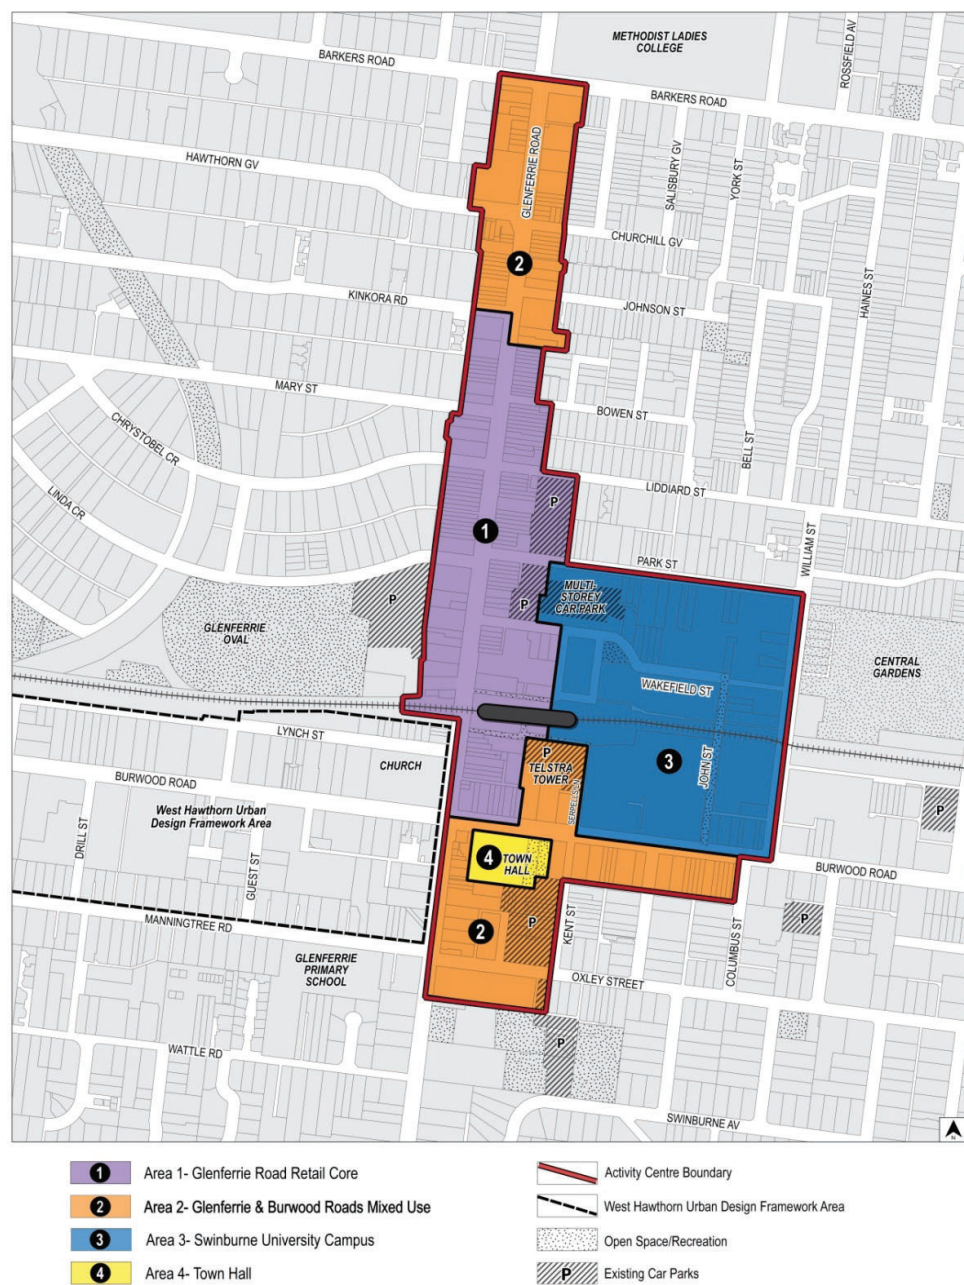 METHODIST LADIES
COLLEGE
ROSSFIELD AV
BARKERS ROAD
BARKERS ROAD
GLENFERRIE ROAD
SALISBURY GV
YORK ST
HAWTHORN GV
CHURCHILL GV
2
HAINES ST
KINKORA RD
JOHNSON ST
MARY ST
BOWEN ST
BELL ST
CHRYSTOBEL CR
LIDDIARD ST
LINDA CR
P
1
WILLIAM ST
PARK ST
MULTI-
STOREY
CAR PARK
P
P
GLENFERRIE
OVAL
CENTRAL
GARDENS
WAKEFIELD ST
LYNCH ST
JOHN ST
CHURCH
P
TELSTRA
TOWER
3
BURWOOD ROAD
SERPELLS LN
P
West Hawthorn Urban
Design Framework Area
DRILL ST
GUEST ST
4
TOWN
HALL
BURWOOD ROAD
MANNINGTREE RD
2
P
KENT ST
P
COLUMBUS ST
GLENFERRIE
PRIMARY
SCHOOL
OXLEY STREET
WATTLE RD
P
SWINBURNE AV
N
1 Area 1- Glenferrie Road Retail Core
2 Area 2- Glenferrie & Burwood Roads Mixed Use
3 Area 3- Swinburne University Campus
4 Area 4- Town Hall
Activity Centre Boundary
West Hawthorn Urban Design Framework Area
Open Space/Recreation
P Existing Car Parks